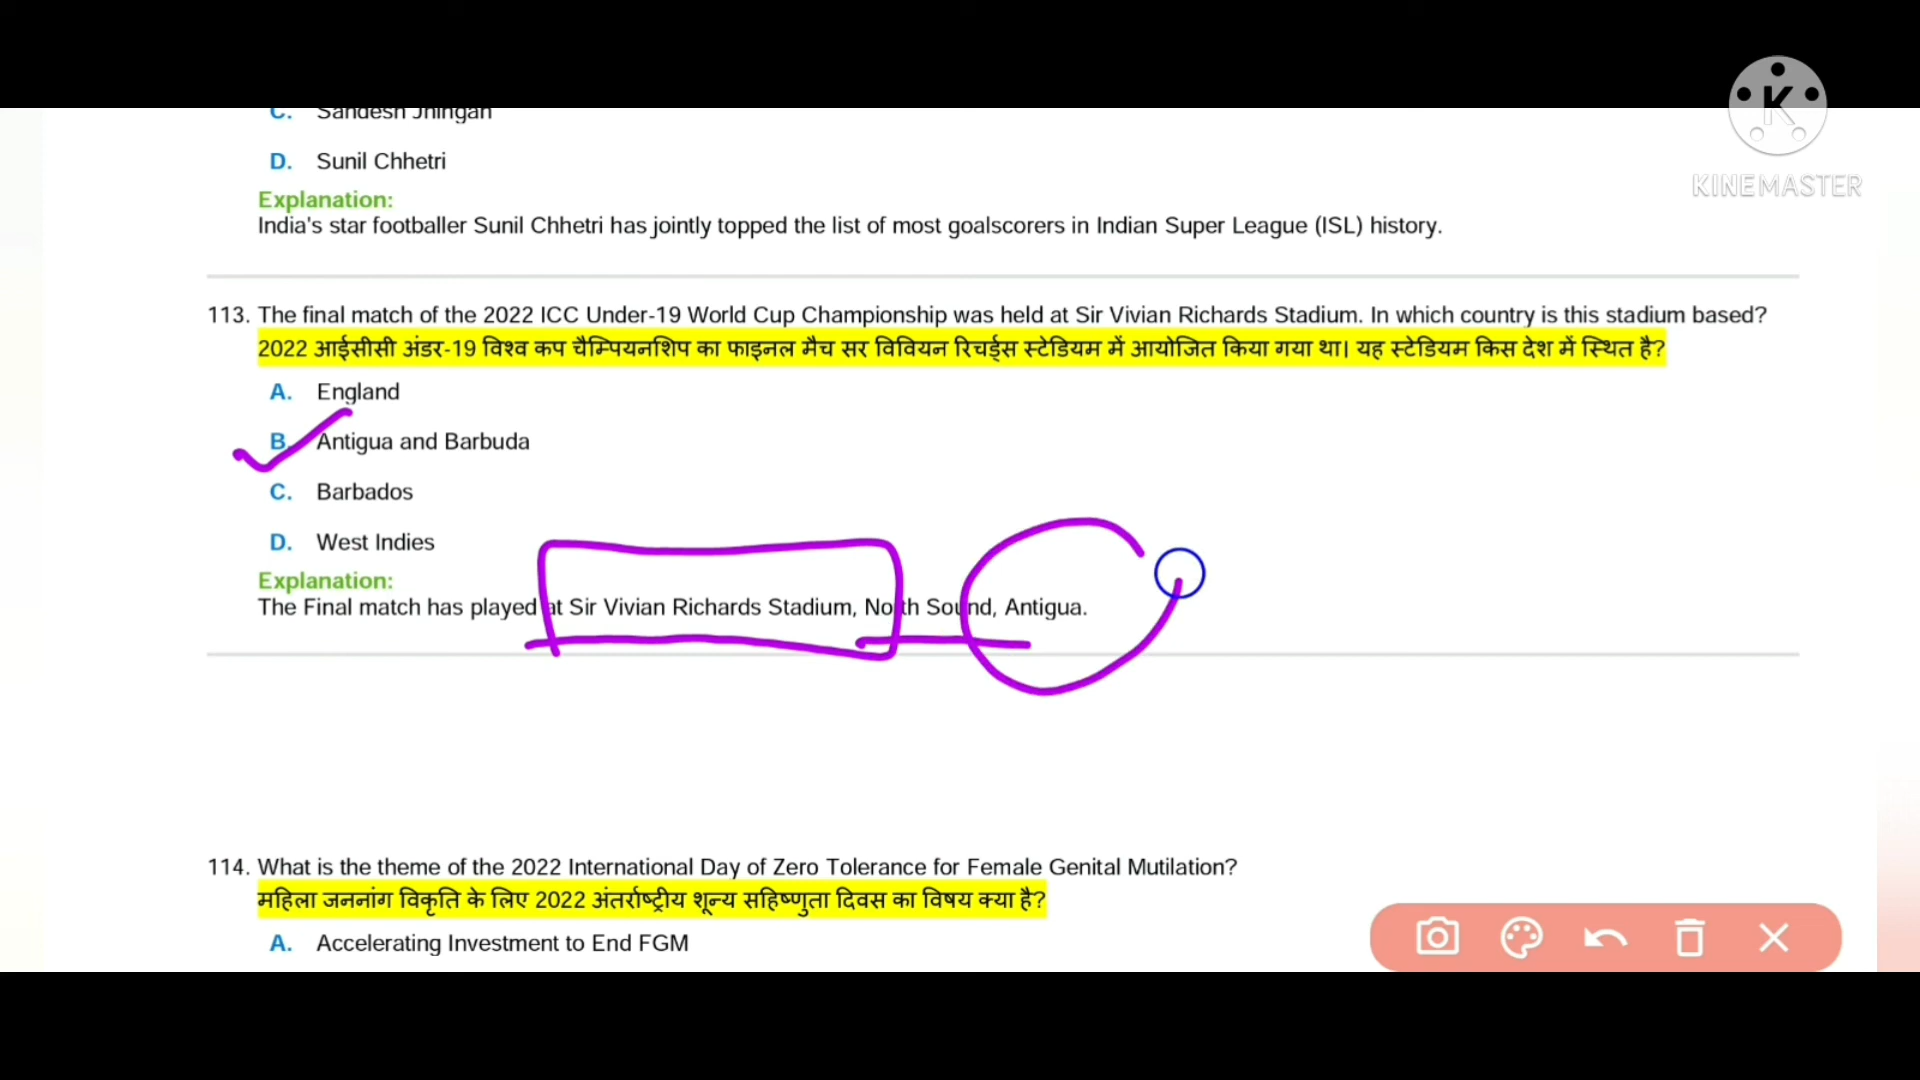 C. Sandesh Jhingan
D. Sunil Chhetri
Explanation:
India's star footballer Sunil Chhetri has jointly topped the list of most goalscorers in Indian Super League (ISL) history.
113. The final match of the 2022 ICC Under-19 World Cup Championship was held at Sir Vivian Richards Stadium. In which country is this stadium based?
2022 आईसीसी अंडर-19 विश्व कप चैम्पियनशिप का फाइनल मैच सर विवियन रिचर्ड्स स्टेडियम में आयोजित किया गया था। यह स्टेडियम किस देश में स्थित है?
A. England
B. Antigua and Barbuda
C. Barbados
D. West Indies
Explanation:
The Final match has played at Sir Vivian Richards Stadium, North Sound, Antigua.
114. What is the theme of the 2022 International Day of Zero Tolerance for Female Genital Mutilation?
महिला जननांग विकृति के लिए 2022 अंतर्राष्ट्रीय शून्य सहिष्णुता दिवस का विषय क्या है?
A. Accelerating Investment to End FGM
K
KINEMASTER